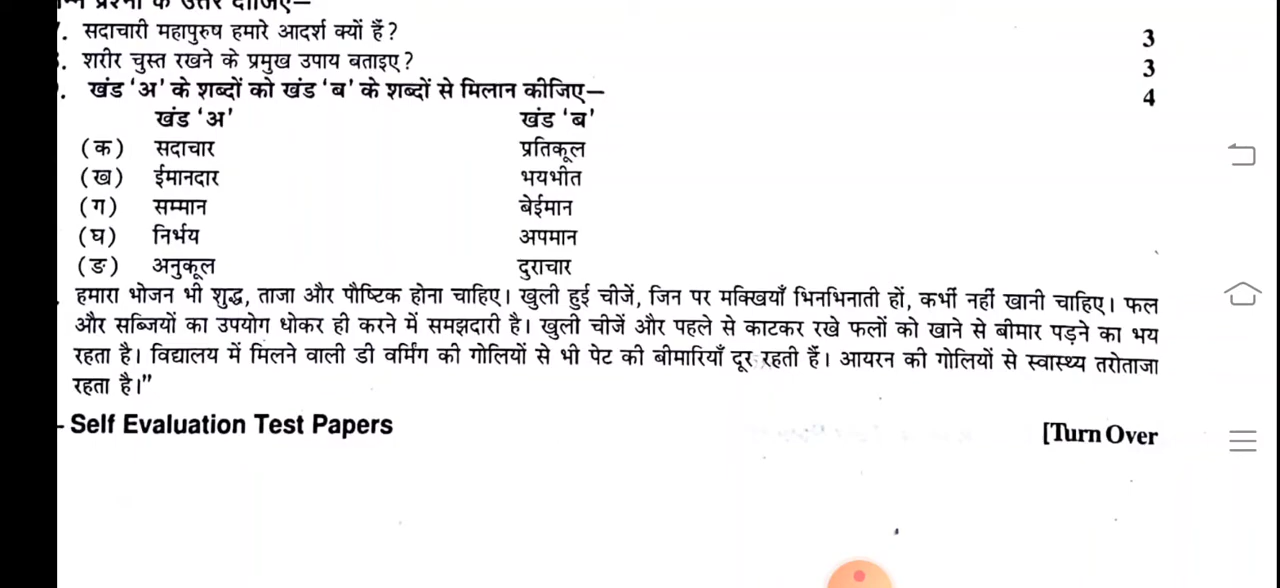 प्रश्नों के उत्तर दीजिए—
. सदाचारी महापुरुष हमारे आदर्श क्यों हैं? 3
. शरीर चुस्त रखने के प्रमुख उपाय बताइए? 3
. खंड ‘अ’ के शब्दों को खंड ‘ब’ के शब्दों से मिलान कीजिए— 4
खंड ‘अ’ खंड ‘ब’
(क) सदाचार प्रतिकूल
(ख) ईमानदार भयभीत
(ग) सम्मान बेईमान
(घ) निर्भय अपमान
(ङ) अनुकूल दुराचार
हमारा भोजन भी शुद्ध, ताजा और पौष्टिक होना चाहिए। खुली हुई चीजें, जिन पर मक्खियाँ भिनभिनाती हों, कभी नहीं खानी चाहिए। फल
और सब्जियों का उपयोग धोकर ही करने में समझदारी है। खुली चीजें और पहले से काटकर रखे फलों को खाने से बीमार पड़ने का भय
रहता है। विद्यालय में मिलने वाली डी वर्मिंग की गोलियों से भी पेट की बीमारियाँ दूर रहती हैं। आयरन की गोलियों से स्वास्थ्य तरोताजा
रहता है।”
- Self Evaluation Test Papers [Turn Over